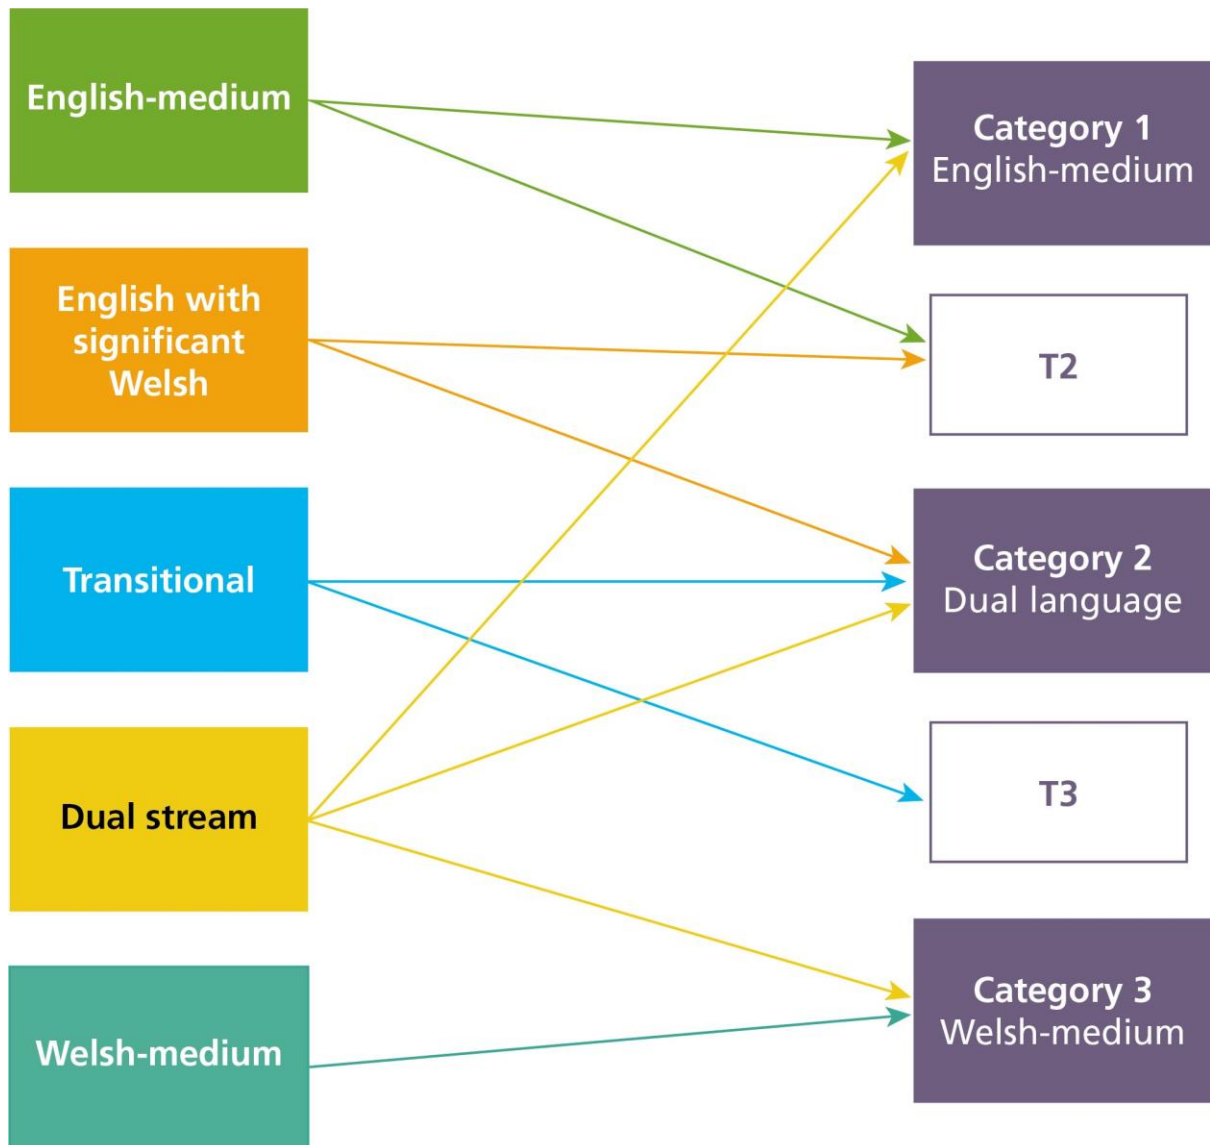 English-medium
English with
significant
Welsh
Transitional
Dual stream
Welsh-medium
Category 1
English-medium
T2
Category 2
Dual language
T3
Category 3
Welsh-medium